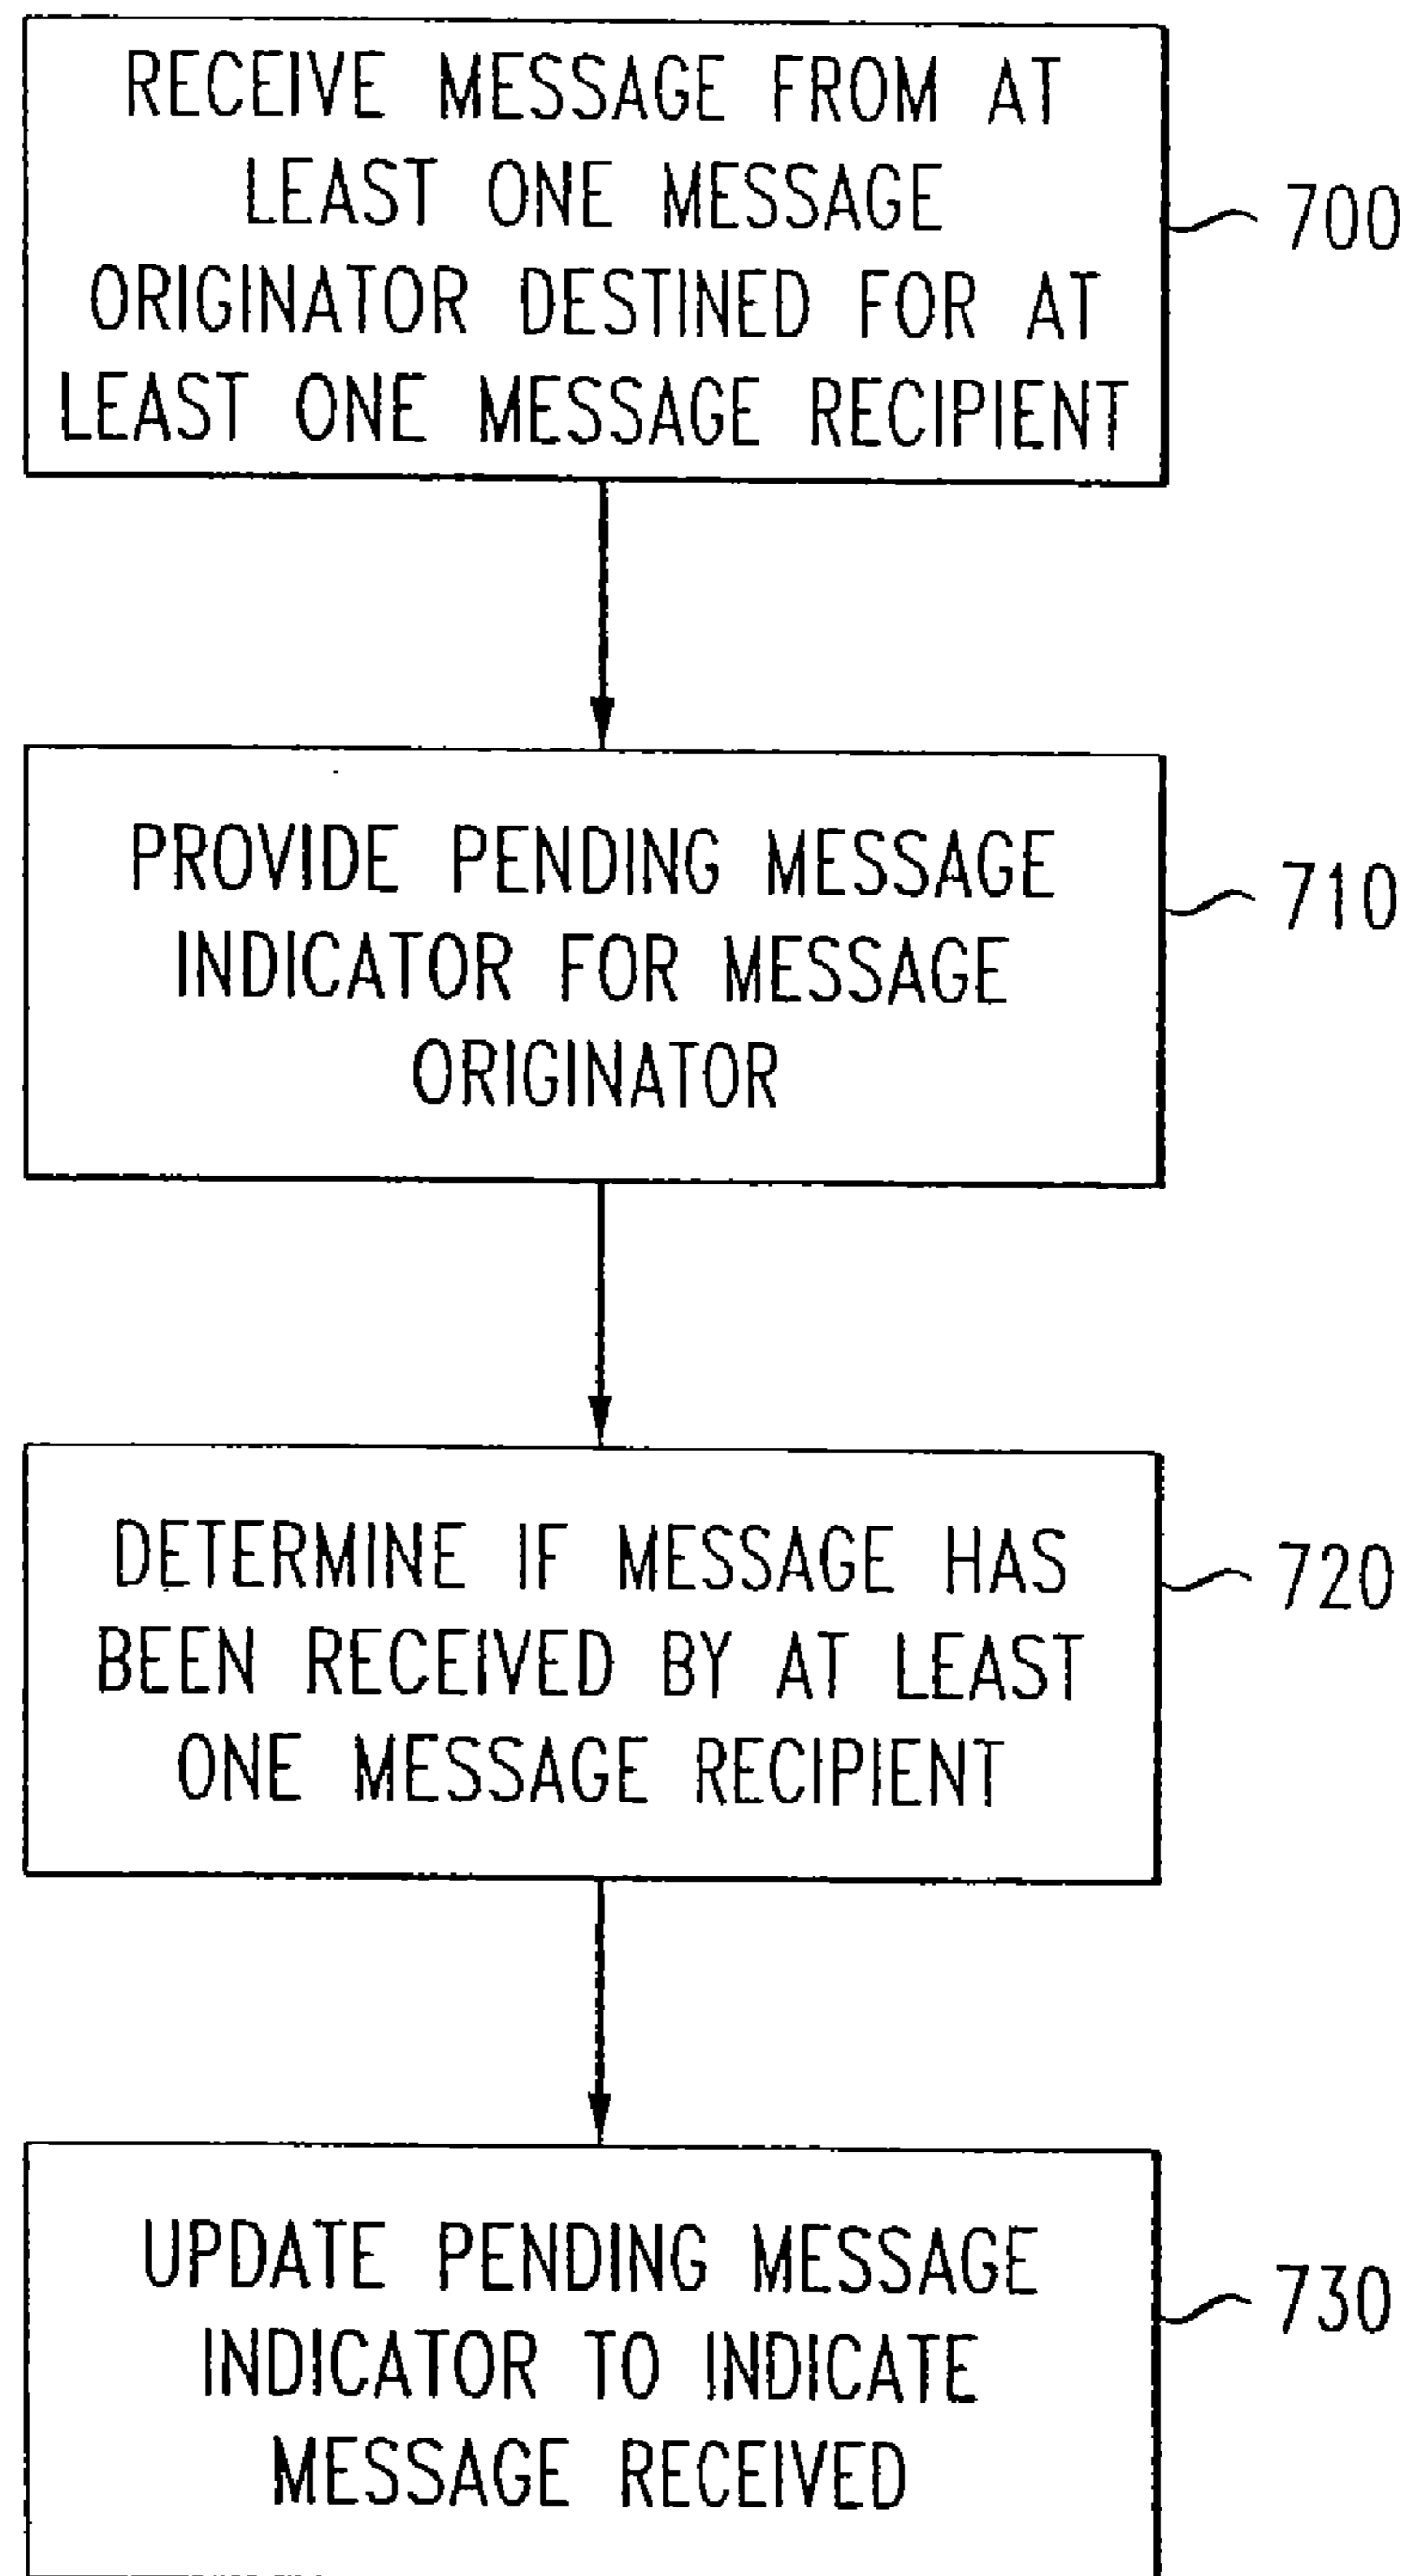 RECEIVE MESSAGE FROM AT
LEAST ONE MESSAGE
ORIGINATOR DESTINED FOR AT
LEAST ONE MESSAGE RECIPIENT
700
PROVIDE PENDING MESSAGE
INDICATOR FOR MESSAGE
ORIGINATOR
710
DETERMINE IF MESSAGE HAS
BEEN RECEIVED BY AT LEAST
ONE MESSAGE RECIPIENT
720
UPDATE PENDING MESSAGE
INDICATOR TO INDICATE
MESSAGE RECEIVED
730